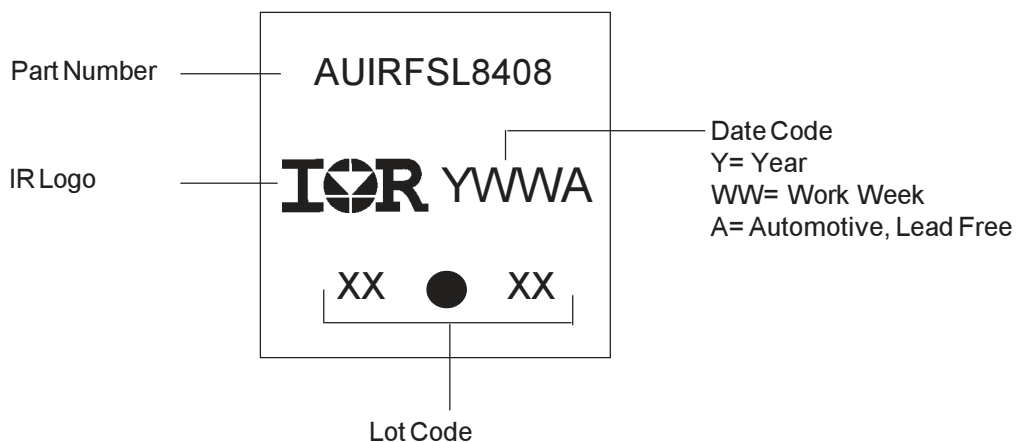 Part Number
AUIRFSL8408
IR Logo
IOR YWWA
Date Code
Y= Year
WW= Work Week
A= Automotive, Lead Free
XX XX
Lot Code